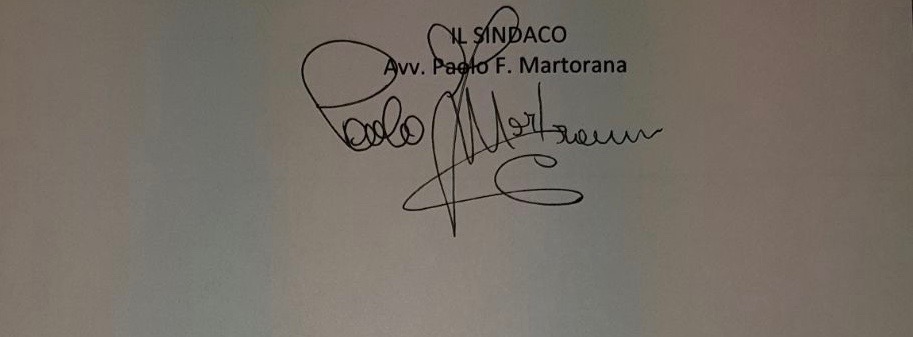 IL SINDACO
Avv. Paolo F. Martorana
Paolo F. Martorana